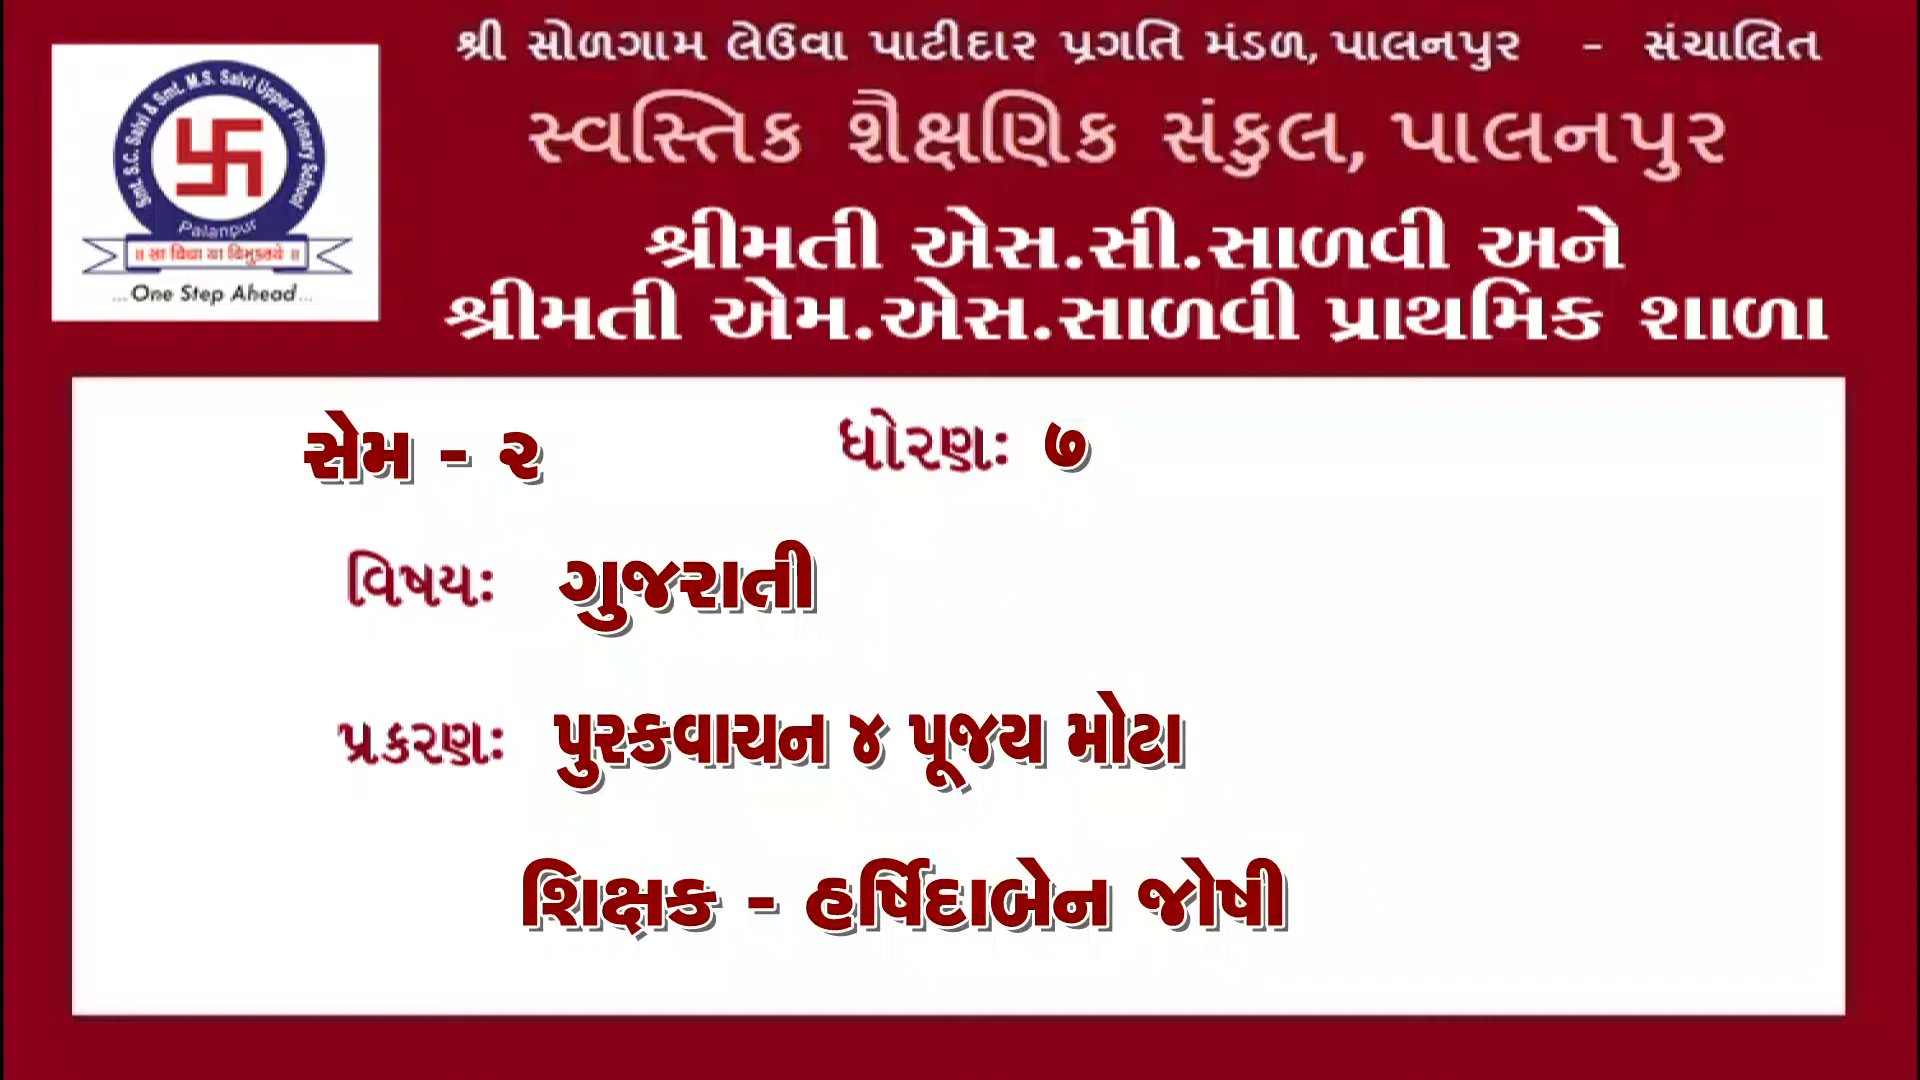 શ્રી સોળગામ લેઉવા પાટીદાર પ્રગતિ મંડળ, પાલનપુર - સંચાલિત
સ્વસ્તિક શૈક્ષણિક સંકુલ, પાલનપુર
શ્રીમતી એસ.સી.સાળવી અને
શ્રીમતી એમ.એસ.સાળવી પ્રાથમિક શાળા
Smt. S.C. Salvi & Smt. M.S. Salvi Upper Primary School
Palanpur
॥ सा विद्या या विमुक्तये ॥
...One Step Ahead...
સેમ - ૨ ધોરણઃ ૭
વિષયઃ ગુજરાતી
પ્રકરણઃ પુરકવાચન ૪ પૂજ્ય મોટા
શિક્ષક - હર્ષિદાબેન જોષી